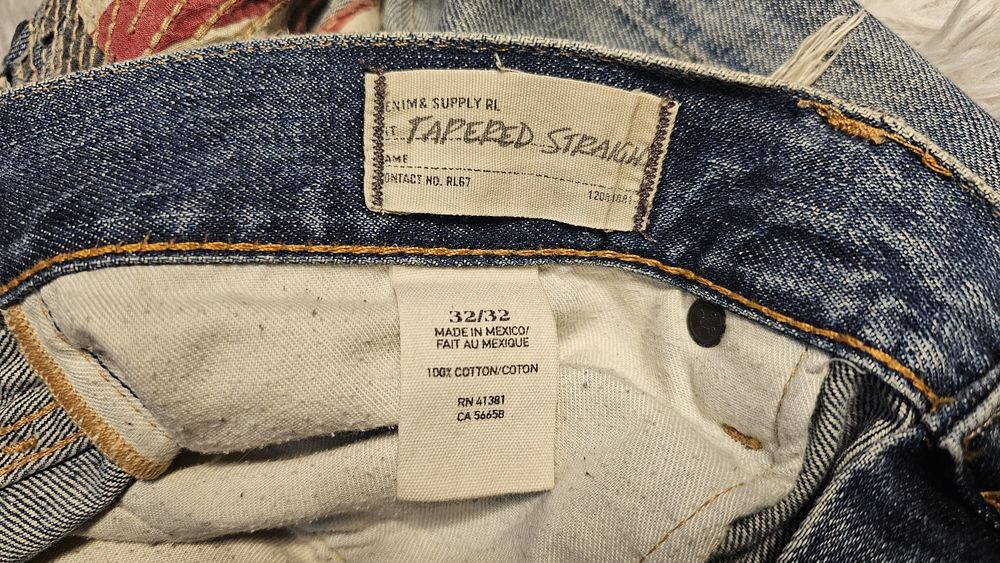 ENIM & SUPPLY RL
IT TAPERED STRAIGH
AME
ONTACT NO. RL67
32/32
MADE IN MEXICO/
FAIT AU MEXIQUE
100% COTTON/COTON
RN 41381
CA 56658